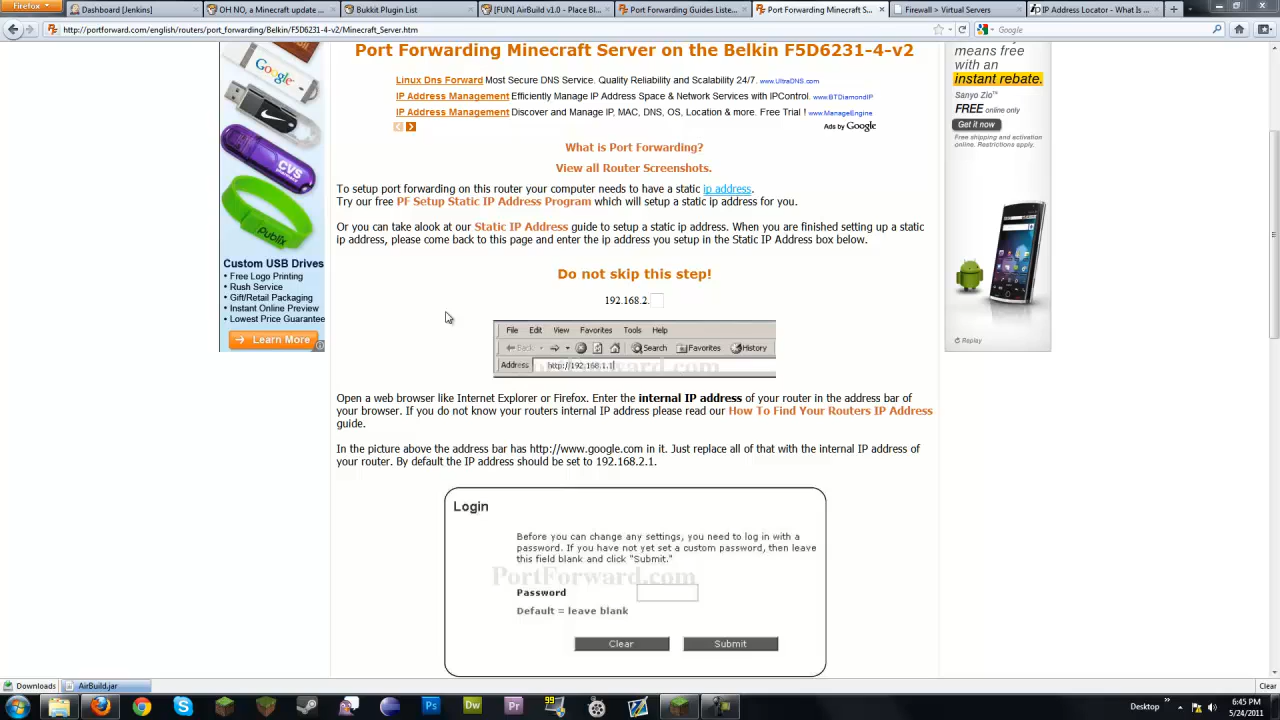 Firefox
Dashboard [Jenkins]
OH NO, a Minecraft update ...
Bukkit Plugin List
[FUN] AirBuild v1.0 - Place Bl...
Port Forwarding Guides Liste...
Port Forwarding Minecraft S...
Firewall > Virtual Servers
IP Address Locator - What Is ...
http://portforward.com/english/routers/port_forwarding/Belkin/F5D6231-4-v2/Minecraft_Server.htm
Google
Port Forwarding Minecraft Server on the Belkin F5D6231-4-v2
Linux Dns Forward Most Secure DNS Service. Quality Reliability and Scalability 24/7. www.UltraDNS.com
IP Address Management Efficiently Manage IP Address Space & Network Services with IPControl. www.BTDiamondIP
IP Address Management Discover and Manage IP, MAC, DNS, OS, Location & more. Free Trial ! www.ManageEngine
Ads by Google
What is Port Forwarding?
View all Router Screenshots.
To setup port forwarding on this router your computer needs to have a static ip address.
Try our free PF Setup Static IP Address Program which will setup a static ip address for you.
Or you can take alook at our Static IP Address guide to setup a static ip address. When you are finished setting up a static
ip address, please come back to this page and enter the ip address you setup in the Static IP Address box below.
Do not skip this step!
192.168.2.
File Edit View Favorites Tools Help
Back Search Favorites History
Address http://192.168.1.1
portforward.com
Open a web browser like Internet Explorer or Firefox. Enter the internal IP address of your router in the address bar of
your browser. If you do not know your routers internal IP address please read our How To Find Your Routers IP Address
guide.
In the picture above the address bar has http://www.google.com in it. Just replace all of that with the internal IP address of
your router. By default the IP address should be set to 192.168.2.1.
Login
Before you can change any settings, you need to log in with a
password. If you have not yet set a custom password, then leave
this field blank and click "Submit."
PortForward.com
Password
Default = leave blank
Clear Submit
Google
CVS
Publix
Custom USB Drives
• Free Logo Printing
• Rush Service
• Gift/Retail Packaging
• Instant Online Preview
• Lowest Price Guarantee
Learn More
means free
with an
instant rebate.
Sanyo Zio™
FREE online only
Get it now
Free shipping and activation
online. Restrictions apply.
Replay
Downloads
AirBuild.jar
Clear
Ps
Dw
Pr
99
Desktop
6:45 PM
5/24/2011